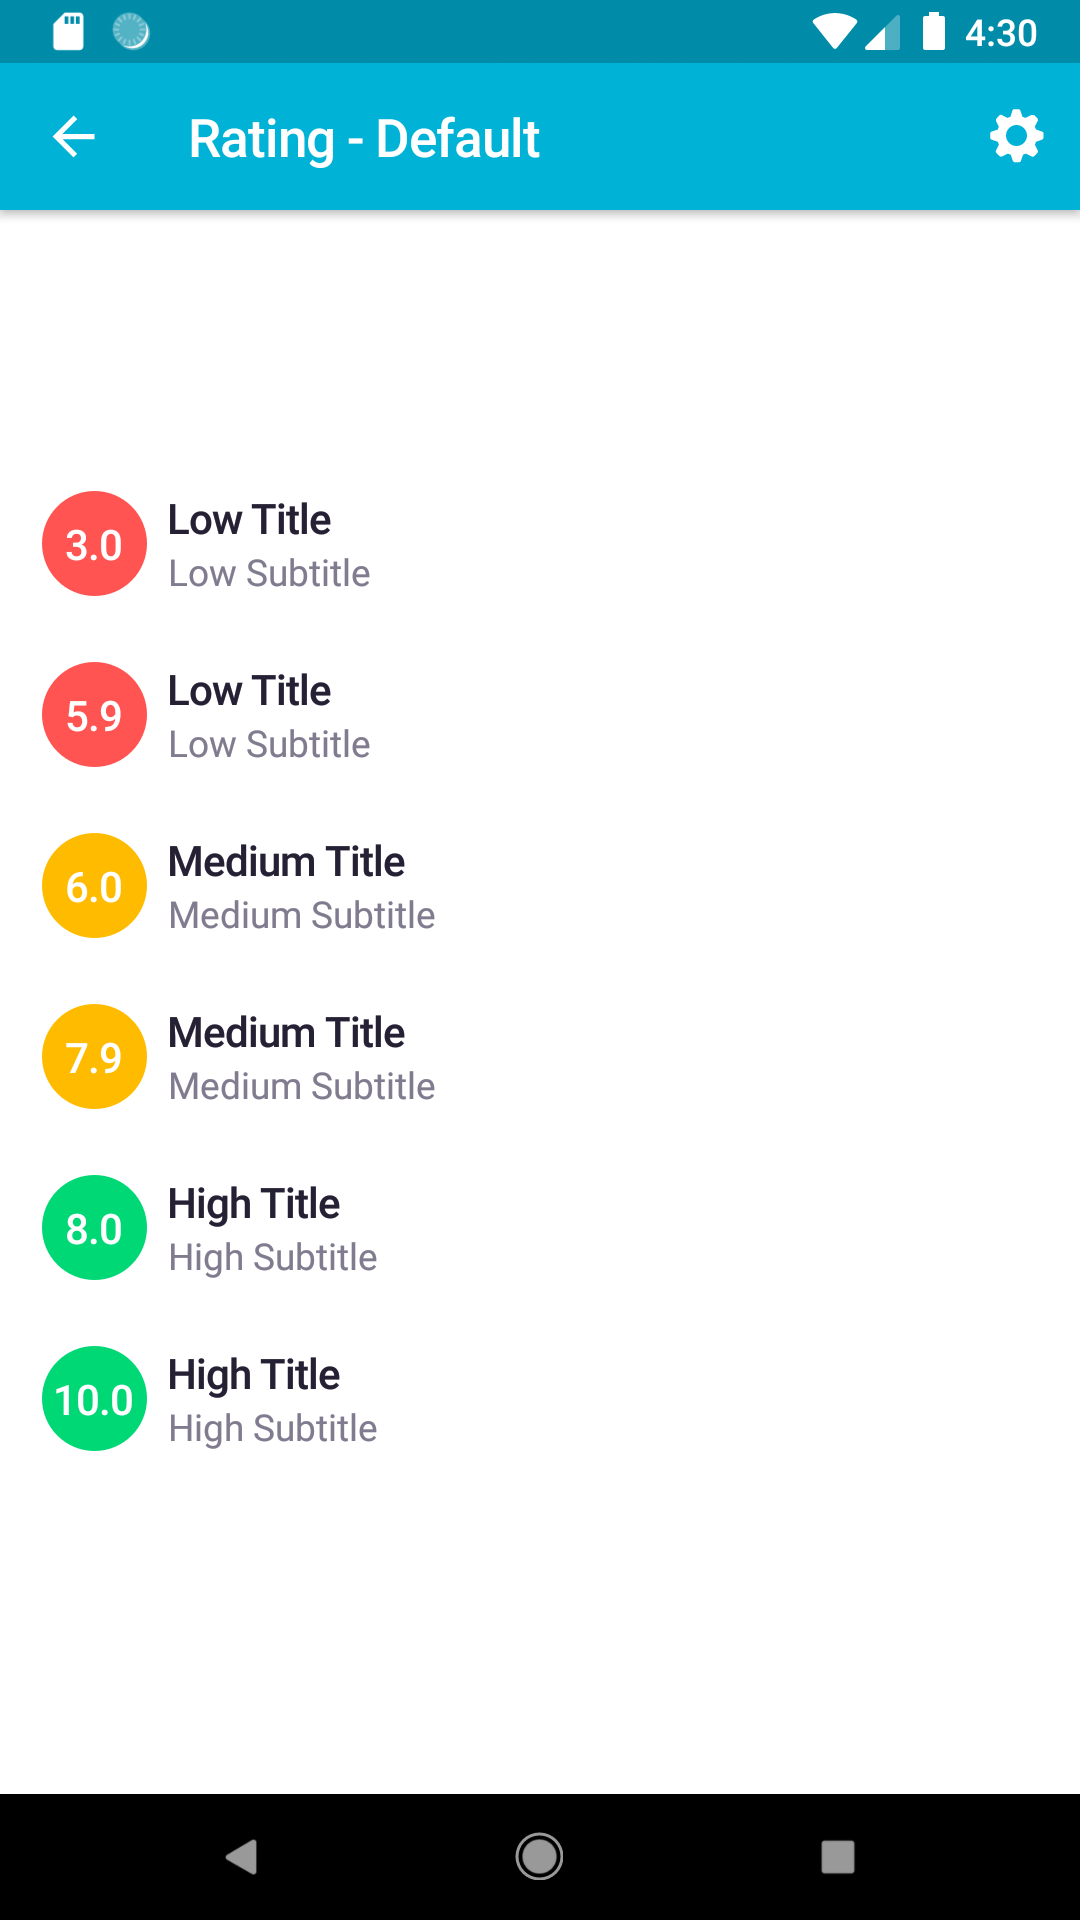 4:30
Rating - Default
3.0
Low Title
Low Subtitle
5.9
Low Title
Low Subtitle
6.0
Medium Title
Medium Subtitle
7.9
Medium Title
Medium Subtitle
8.0
High Title
High Subtitle
10.0
High Title
High Subtitle